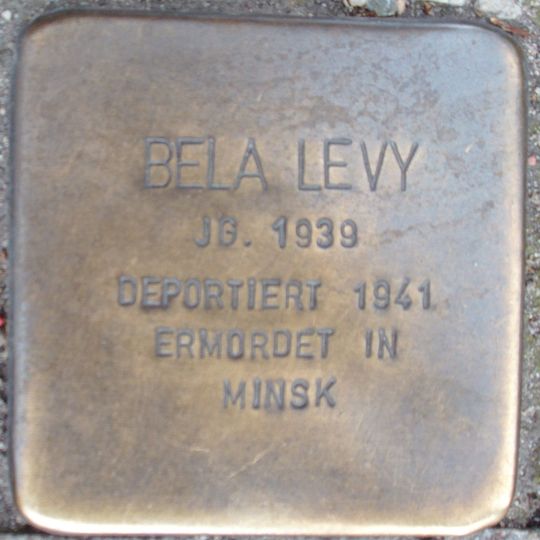 BELA LEVY
JG. 1939
DEPORTIERT 1941
ERMORDET IN
MINSK